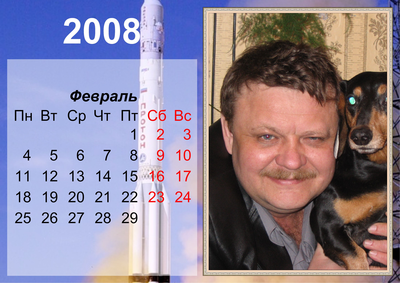 2008
Февраль
Пн Вт Ср Чт Пт Сб Вс
1 2 3
4 5 6 7 8 9 10
11 12 13 14 15 16 17
18 19 20 21 22 23 24
25 26 27 28 29
ПРОТОН